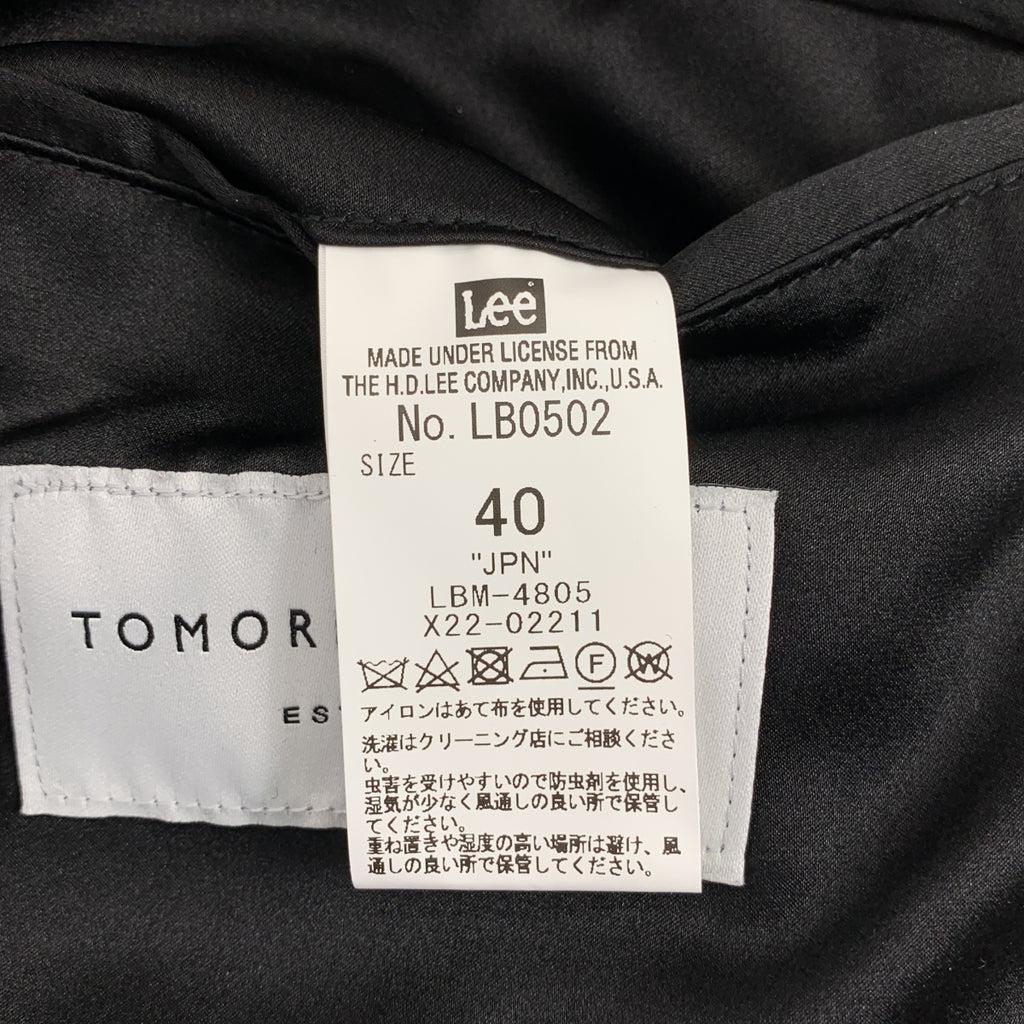 Lee
MADE UNDER LICENSE FROM
THE H.D.LEE COMPANY,INC.,U.S.A.
No. LB0502
SIZE
40
"JPN"
LBM-4805
X22-02211
F W
アイロンはあて布を使用してください。
洗濯はクリーニング店にご相談くださ
い。
虫害を受けやすいので防虫剤を使用し、
湿気が少なく風通しの良い所で保管し
てください。
重ね置きや湿度の高い場所は避け、風
通しの良い所で保管してください。
TOMOR
EST